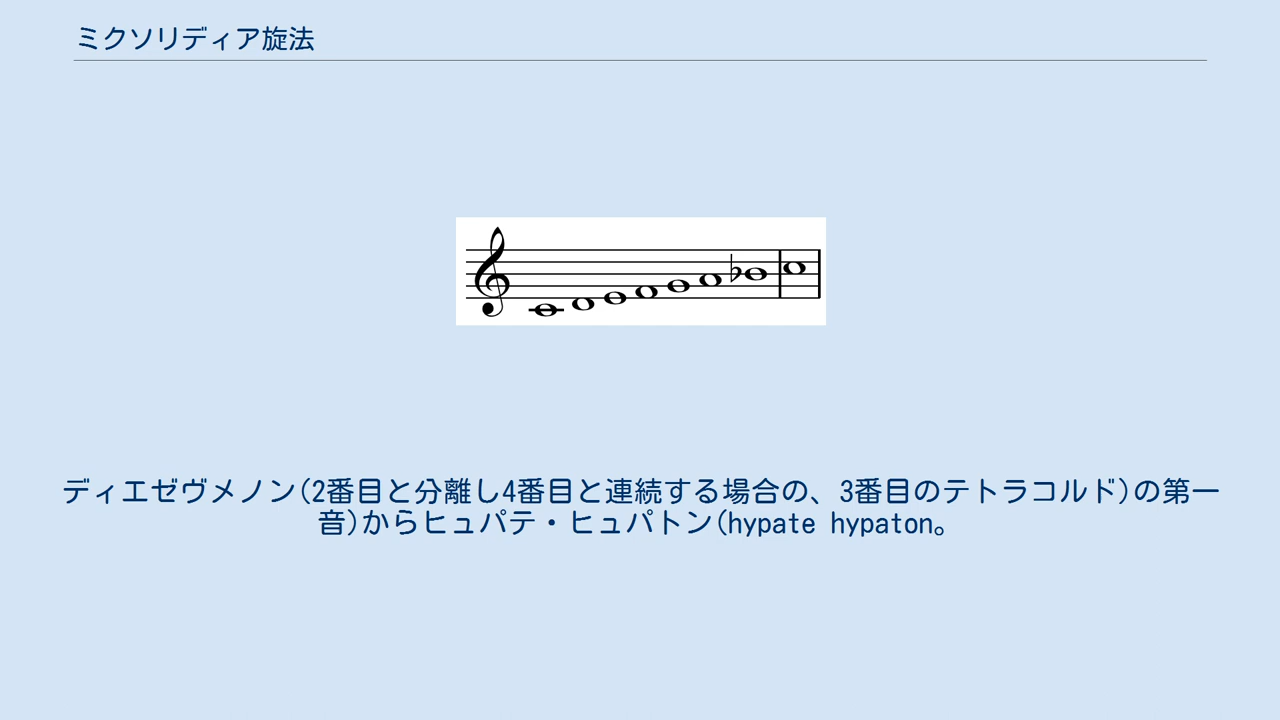 ミクソリディア旋法
ディエゼヴメノン(2番目と分離し4番目と連続する場合の、3番目のテトラコルド)の第一
音)からヒュパテ・ヒュパトン(hypate hypaton。